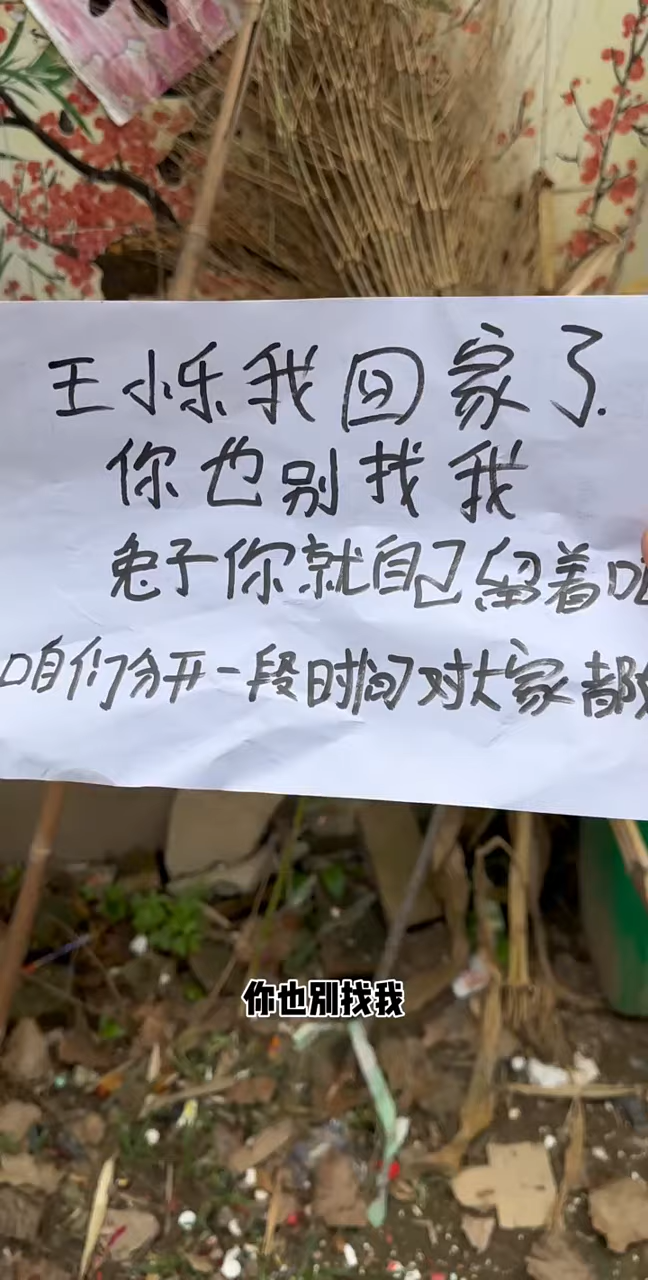 王小乐我回家了.
你也别找我
兔子你就自己留着吧
咱们分开一段时间对大家都
你也别找我